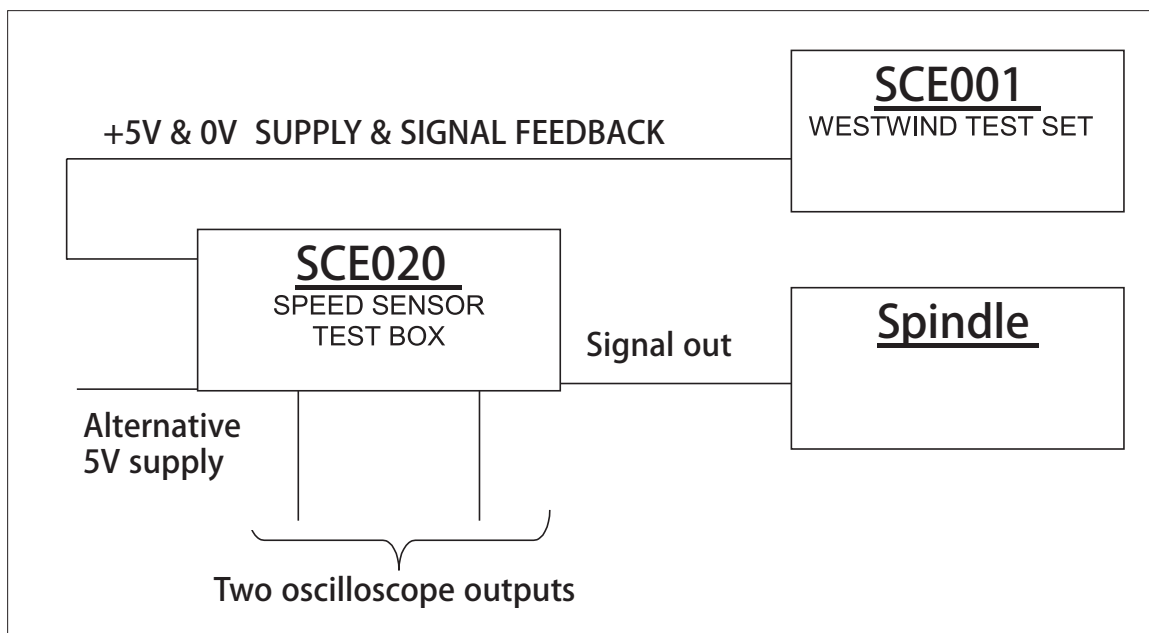 SCE001
WESTWIND TEST SET
+5V & 0V SUPPLY & SIGNAL FEEDBACK
SCE020
SPEED SENSOR
TEST BOX
Spindle
Signal out
Alternative
5V supply
Two oscilloscope outputs